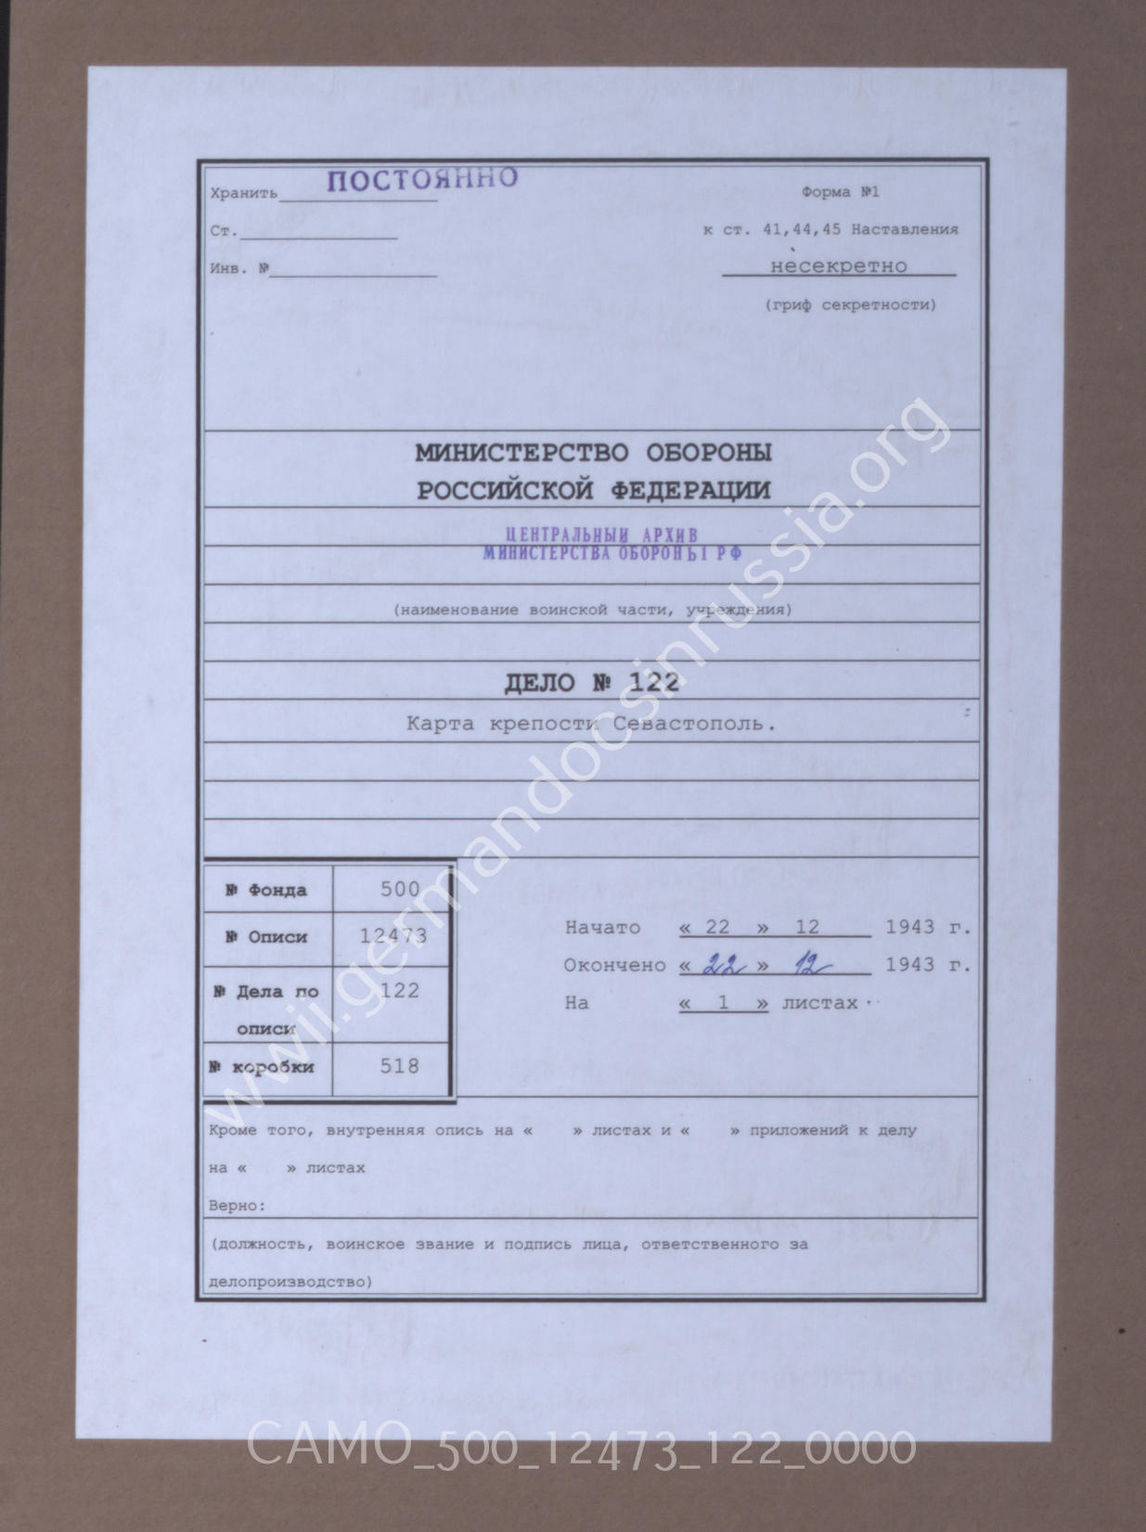 Хранить ПОСТОЯННО
Форма №1
Ст.
к ст. 41,44,45 Наставления
Инв. №
несекретно
(гриф секретности)
МИНИСТЕРСТВО ОБОРОНЫ
РОССИЙСКОЙ ФЕДЕРАЦИИ
ЦЕНТРАЛЬНЫЙ АРХИВ
МИНИСТЕРСТВА ОБОРОНЫ РФ
(наименование воинской части, учреждения)
ДЕЛО № 122
Карта крепости Севастополь.
№ Фонда 500
№ Описи 12473
№ Дела по 122
описи
№ коробки 518
Начато « 22 » 12 1943 г.
Окончено « 22 » 12 1943 г.
На « 1 » листах
Кроме того, внутренняя опись на « » листах и « » приложений к делу
на « » листах
Верно:
(должность, воинское звание и подпись лица, ответственного за
делопроизводство)
wwii.germandocsinrussia.org
CAMO_500_12473_122_0000